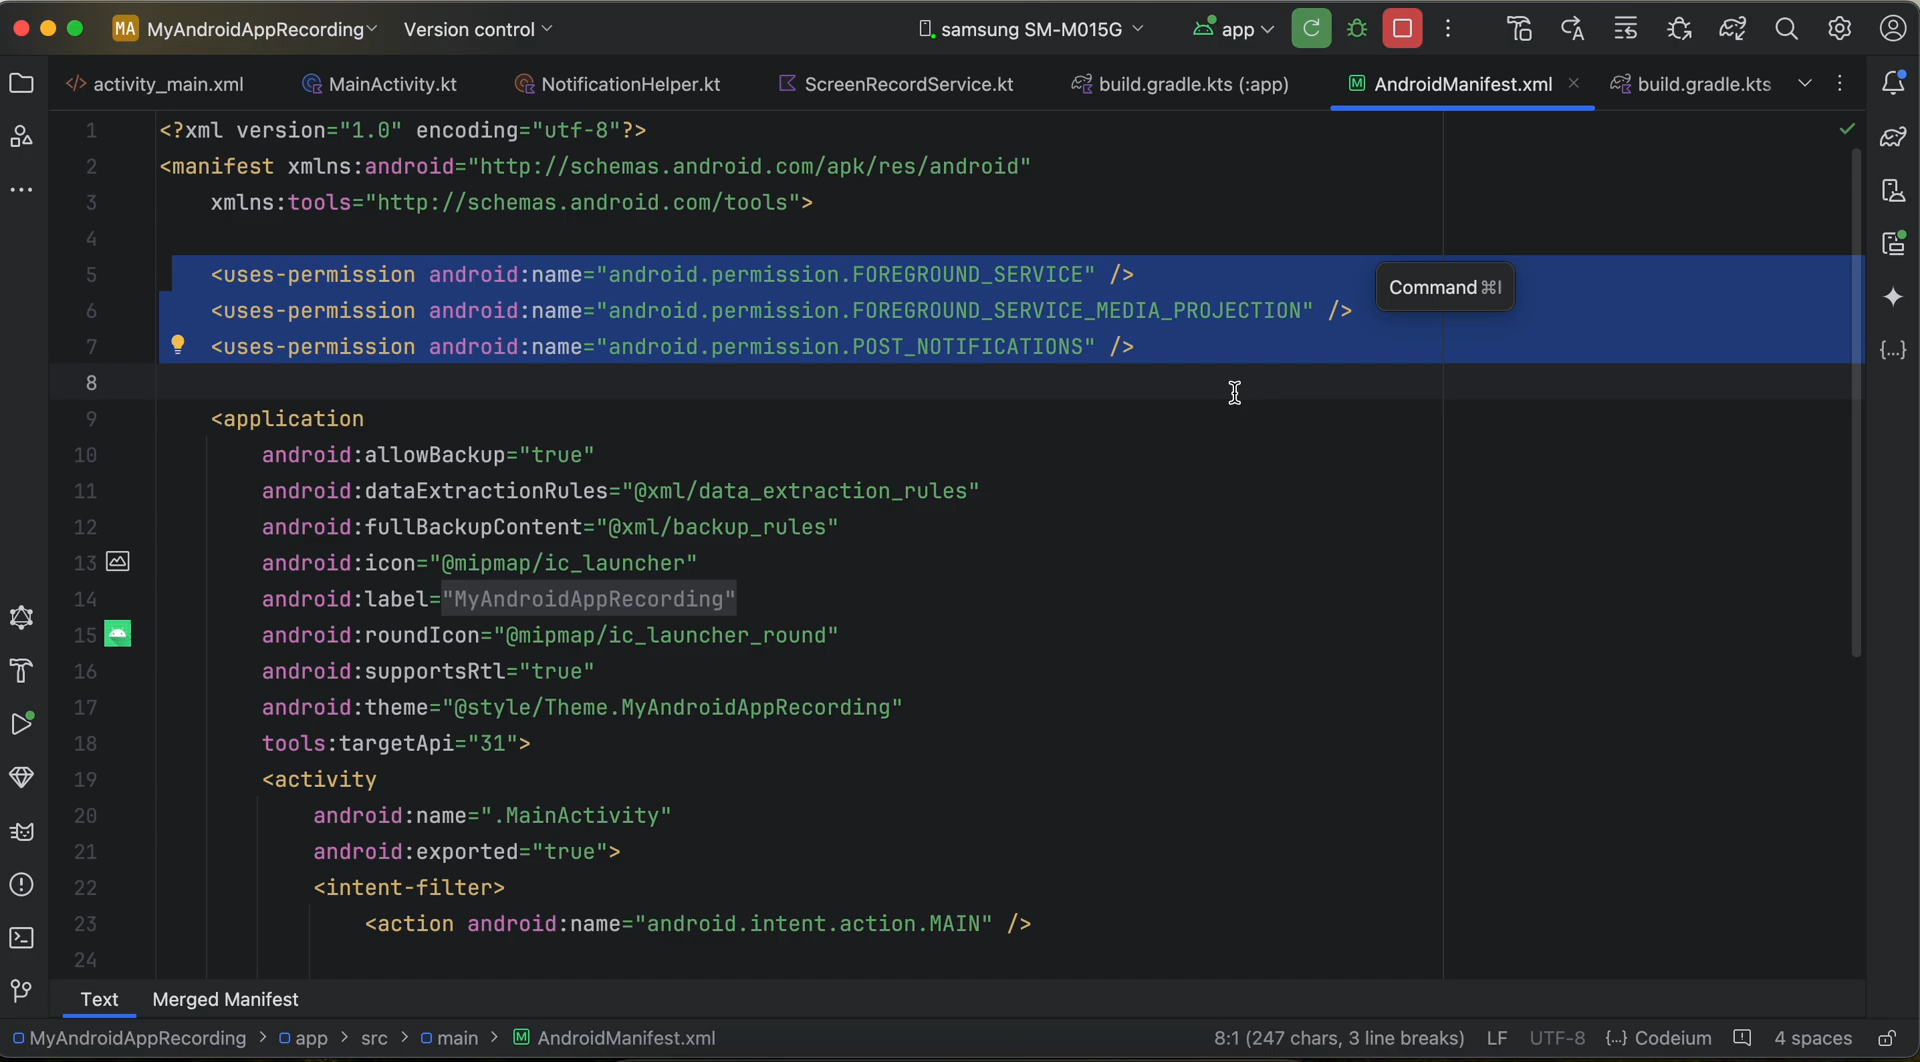 MA MyAndroidAppRecording Version control samsung SM-M015G app
activity_main.xml MainActivity.kt NotificationHelper.kt ScreenRecordService.kt build.gradle.kts (:app) AndroidManifest.xml build.gradle.kts
1 <?xml version="1.0" encoding="utf-8"?>
2 <manifest xmlns:android="http://schemas.android.com/apk/res/android"
3 xmlns:tools="http://schemas.android.com/tools">
4
5 <uses-permission android:name="android.permission.FOREGROUND_SERVICE" />
Command ⌘I
6 <uses-permission android:name="android.permission.FOREGROUND_SERVICE_MEDIA_PROJECTION" />
7 <uses-permission android:name="android.permission.POST_NOTIFICATIONS" />
8
9 <application
10 android:allowBackup="true"
11 android:dataExtractionRules="@xml/data_extraction_rules"
12 android:fullBackupContent="@xml/backup_rules"
13 android:icon="@mipmap/ic_launcher"
14 android:label="MyAndroidAppRecording"
15 android:roundIcon="@mipmap/ic_launcher_round"
16 android:supportsRtl="true"
17 android:theme="@style/Theme.MyAndroidAppRecording"
18 tools:targetApi="31">
19 <activity
20 android:name=".MainActivity"
21 android:exported="true">
22 <intent-filter>
23 <action android:name="android.intent.action.MAIN" />
24
Text Merged Manifest
MyAndroidAppRecording > app > src > main > AndroidManifest.xml 8:1 (247 chars, 3 line breaks) LF UTF-8 {...} Codeium 4 spaces